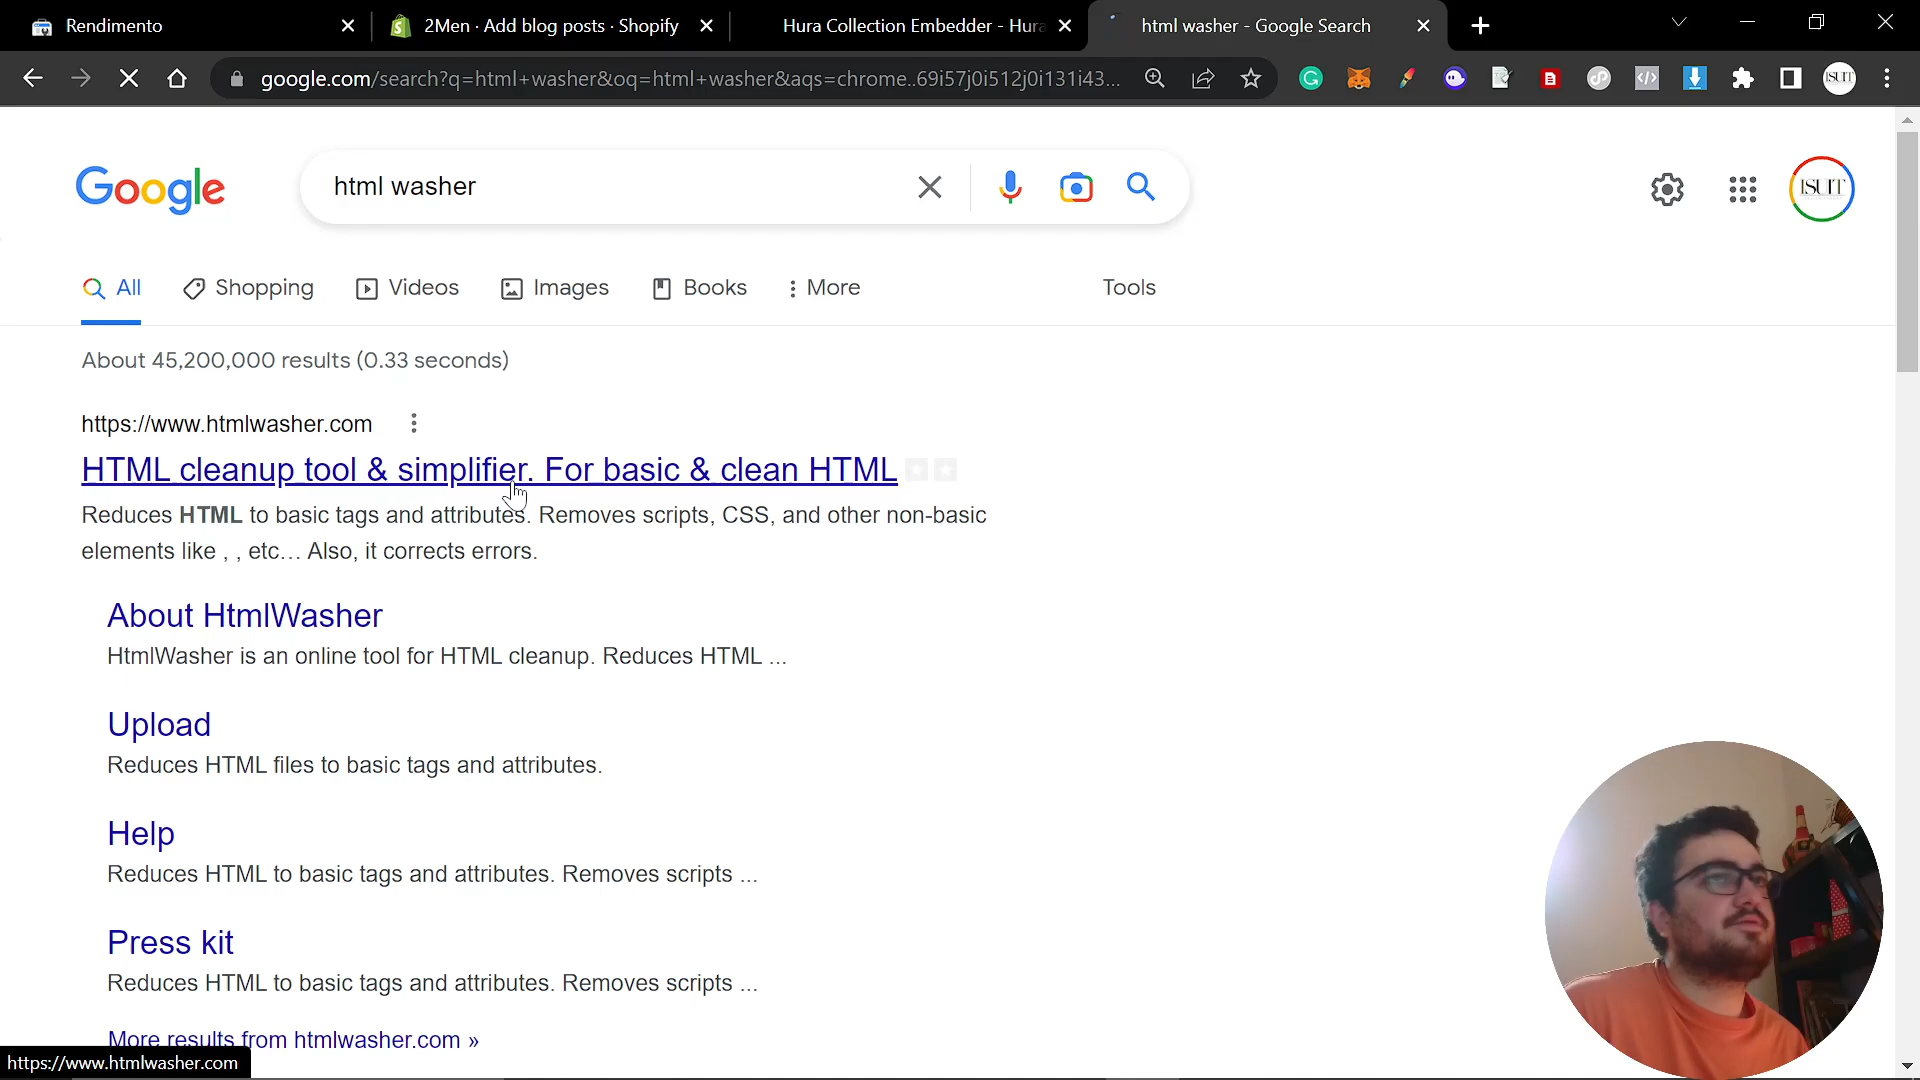 Rendimento
2Men · Add blog posts · Shopify
Hura Collection Embedder - Hura
html washer - Google Search
google.com/search?q=html+washer&oq=html+washer&aqs=chrome..69i57j0i512j0i131i43...
ISUIT
Google
html washer
ISUIT
All
Shopping
Videos
Images
Books
More
Tools
About 45,200,000 results (0.33 seconds)
https://www.htmlwasher.com
HTML cleanup tool & simplifier. For basic & clean HTML
Reduces HTML to basic tags and attributes. Removes scripts, CSS, and other non-basic
elements like , , etc... Also, it corrects errors.
About HtmlWasher
HtmlWasher is an online tool for HTML cleanup. Reduces HTML ...
Upload
Reduces HTML files to basic tags and attributes.
Help
Reduces HTML to basic tags and attributes. Removes scripts ...
Press kit
Reduces HTML to basic tags and attributes. Removes scripts ...
More results from htmlwasher.com »
https://www.htmlwasher.com